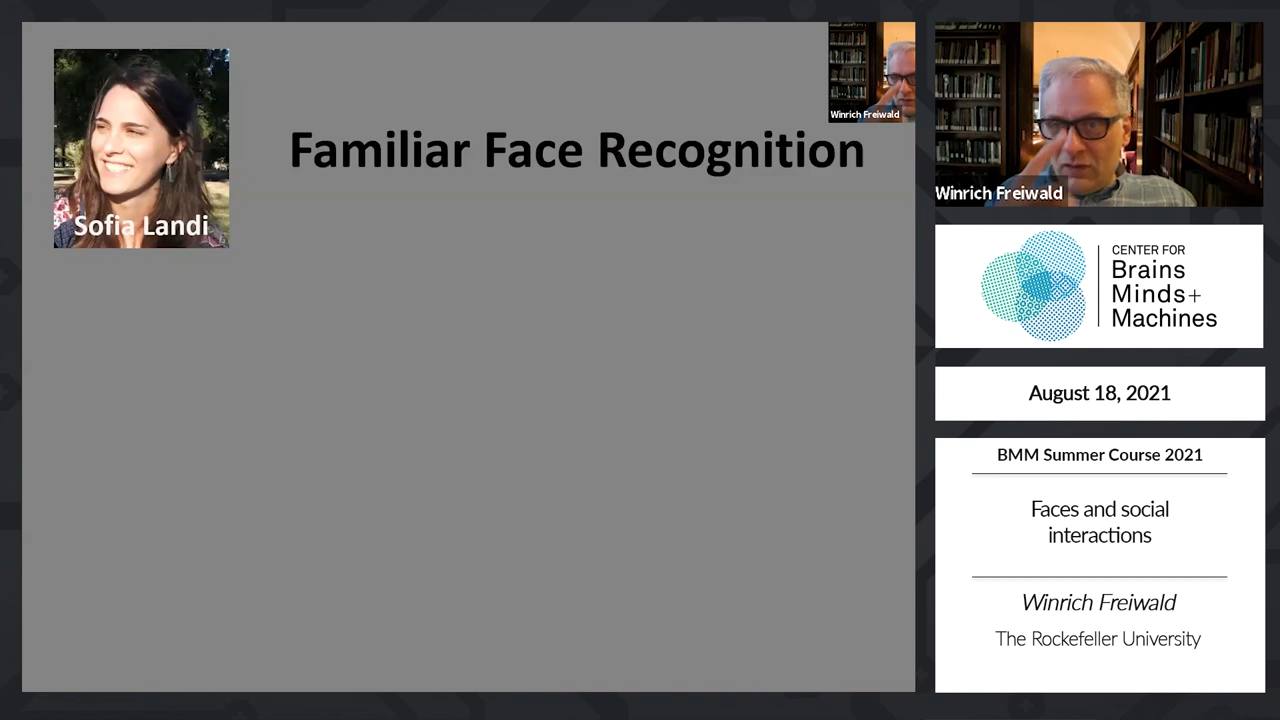 Familiar Face Recognition
Sofia Landi
Winrich Freiwald
Winrich Freiwald
CENTER FOR
Brains
Minds+
Machines
August 18, 2021
BMM Summer Course 2021
Faces and social
interactions
Winrich Freiwald
The Rockefeller University